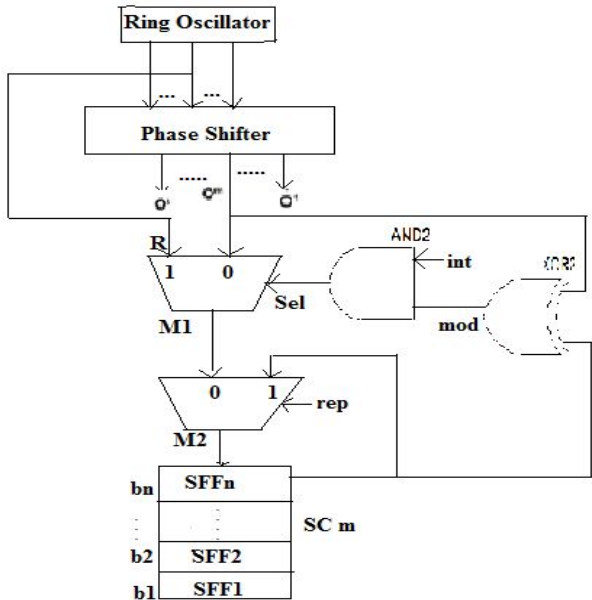 Ring Oscillator
... ...
Phase Shifter
..... .....
R
1 0
M1
Sel
AND2
int
mod
0 1
rep
M2
bn SFFn
SC m
b2 SFF2
b1 SFF1